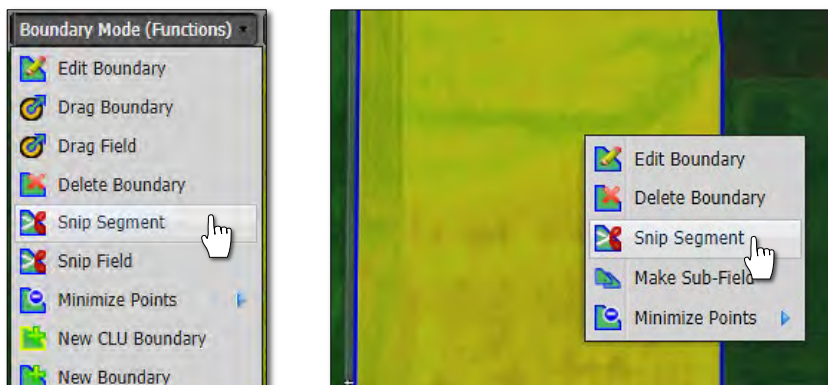 Boundary Mode (Functions)
Edit Boundary
Drag Boundary
Drag Field
Delete Boundary
Snip Segment
Snip Field
Minimize Points
New CLU Boundary
New Boundary
Edit Boundary
Delete Boundary
Snip Segment
Make Sub-Field
Minimize Points